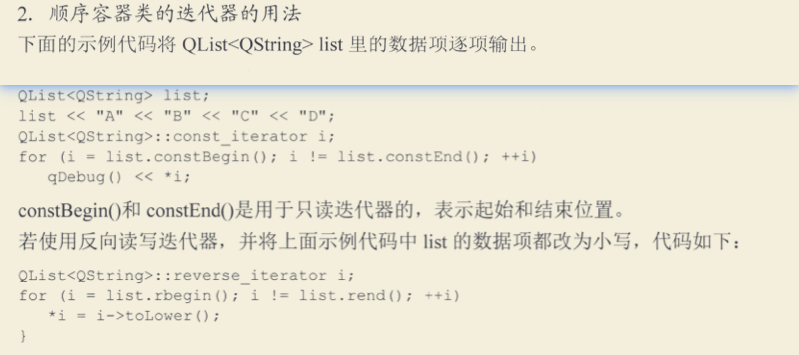 2. 顺序容器类的迭代器的用法
下面的示例代码将 QList<QString> list 里的数据项逐项输出。
QList<QString> list;
list << "A" << "B" << "C" << "D";
QList<QString>::const_iterator i;
for (i = list.constBegin(); i != list.constEnd(); ++i)
qDebug() << *i;
constBegin()和 constEnd()是用于只读迭代器的，表示起始和结束位置。
若使用反向读写迭代器，并将上面示例代码中 list 的数据项都改为小写，代码如下：
QList<QString>::reverse_iterator i;
for (i = list.rbegin(); i != list.rend(); ++i)
*i = i->toLower();
}